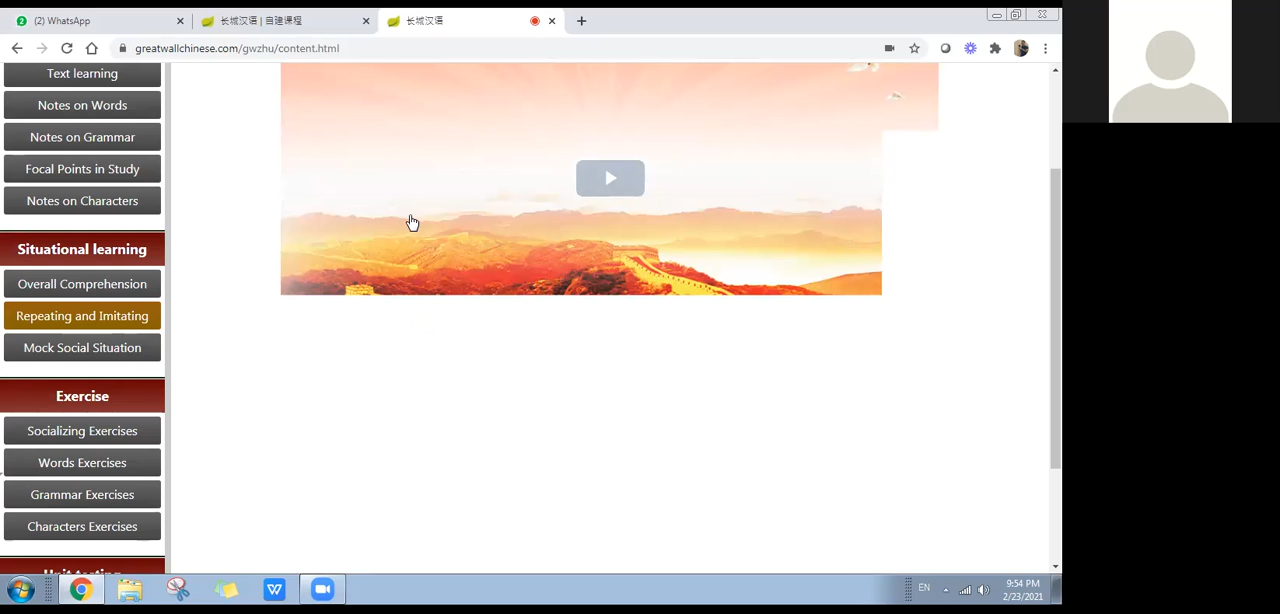 (2) WhatsApp
长城汉语 | 自建课程
长城汉语
greatwallchinese.com/gwzhu/content.html
Text learning
Notes on Words
Notes on Grammar
Focal Points in Study
Notes on Characters
Situational learning
Overall Comprehension
Repeating and Imitating
Mock Social Situation
Exercise
Socializing Exercises
Words Exercises
Grammar Exercises
Characters Exercises
Unit testing
2
W
EN
9:54 PM
2/23/2021